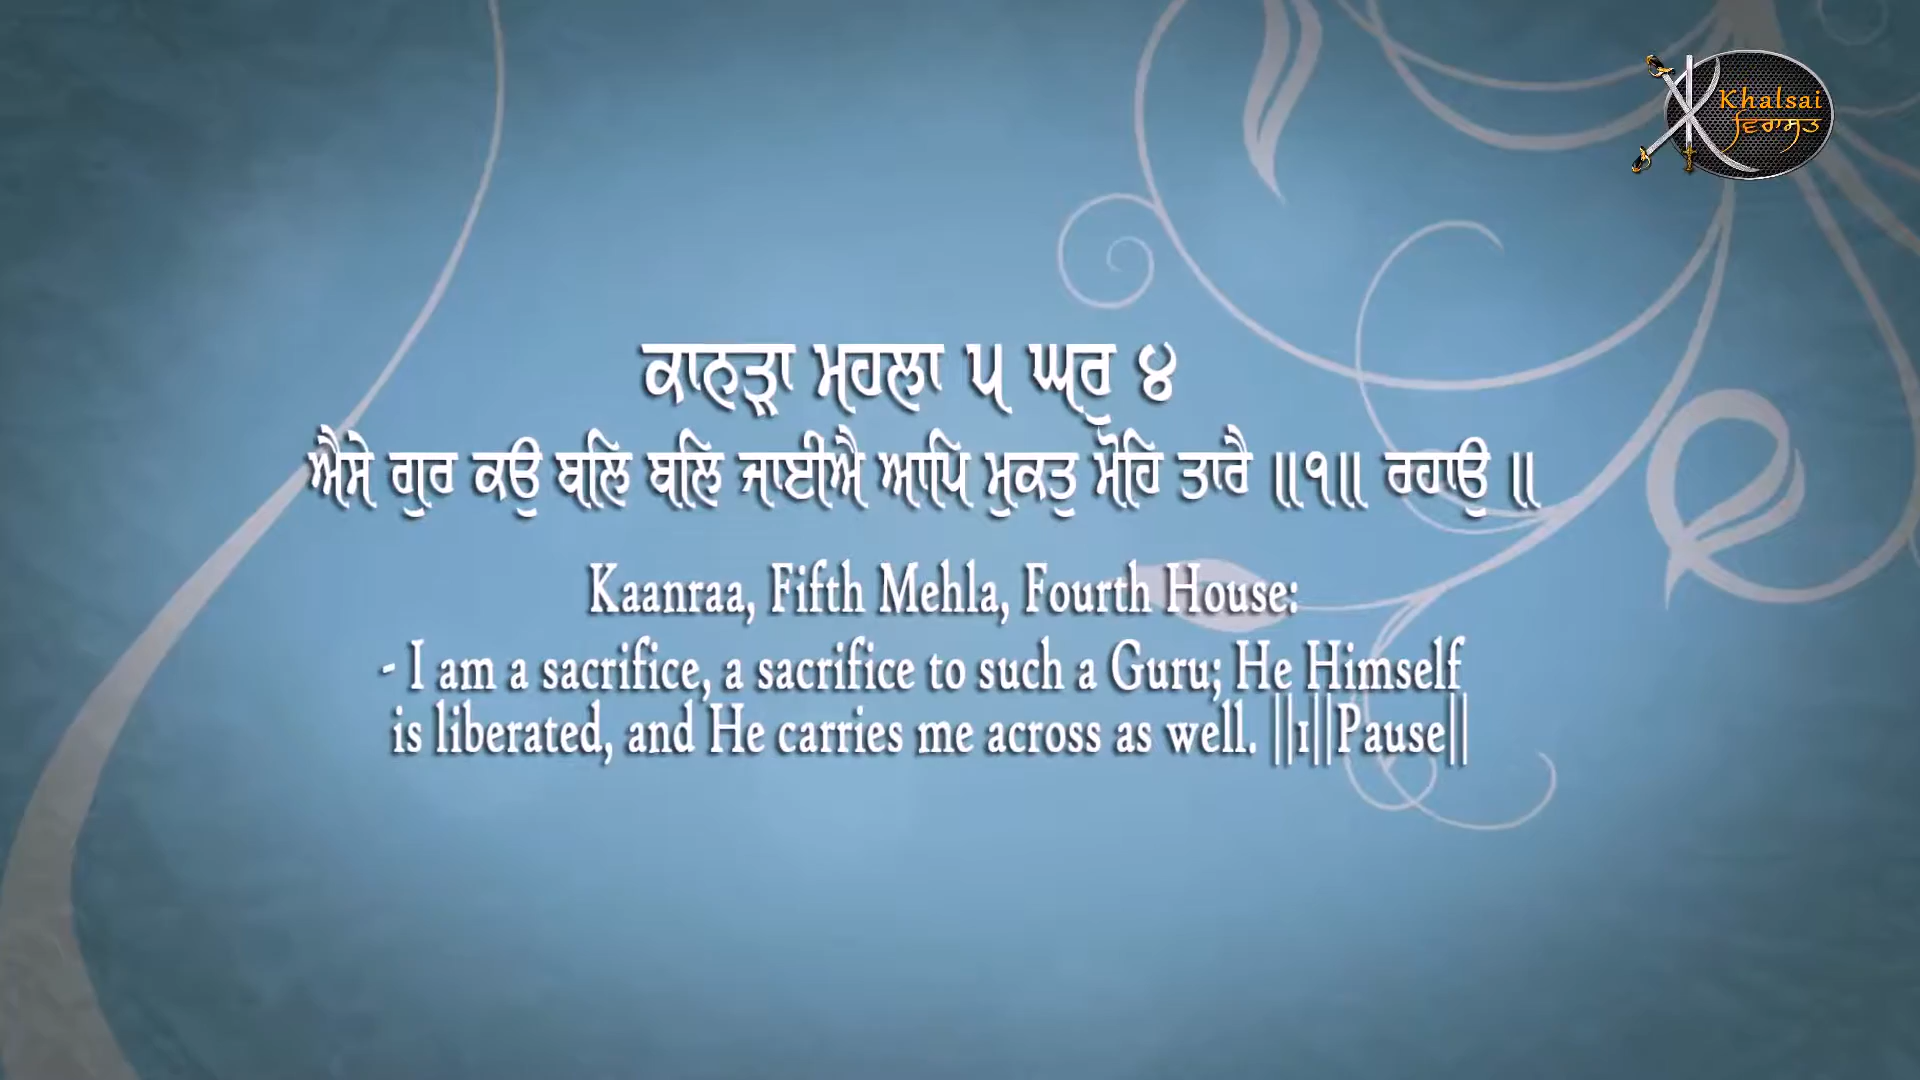 Khalsai
ਵਿਰਾਸਤ
ਕਾਨੜਾ ਮਹਲਾ ੫ ਘਰੁ ੪
ਐਸੇ ਗੁਰ ਕਉ ਬਲਿ ਬਲਿ ਜਾਈਐ ਆਪਿ ਮੁਕਤੁ ਮੋਹਿ ਤਾਰੈ ॥੧॥ ਰਹਾਉ ॥
Kaanraa, Fifth Mehla, Fourth House:
- I am a sacrifice, a sacrifice to such a Guru; He Himself
is liberated, and He carries me across as well. ||1||Pause||